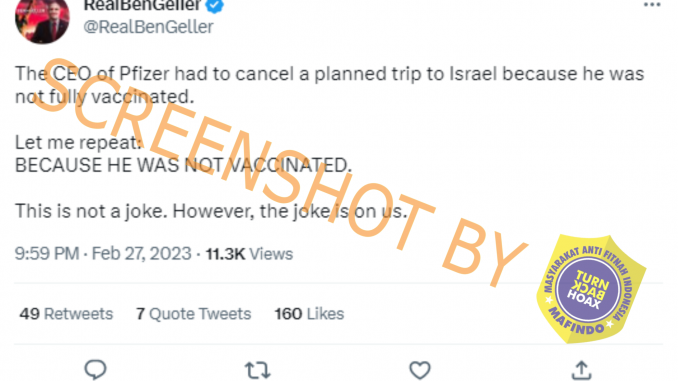 RealBenGeller
@RealBenGeller
The CEO of Pfizer had to cancel a planned trip to Israel because he was
not fully vaccinated.
Let me repeat:
BECAUSE HE WAS NOT VACCINATED.
This is not a joke. However, the joke is on us.
9:59 PM · Feb 27, 2023 · 11.3K Views
49 Retweets 7 Quote Tweets 160 Likes
SCREENSHOT BY
MASYARAKAT ANTI FITNAH INDONESIA
TURN
BACK
HOAX
MAFINDO